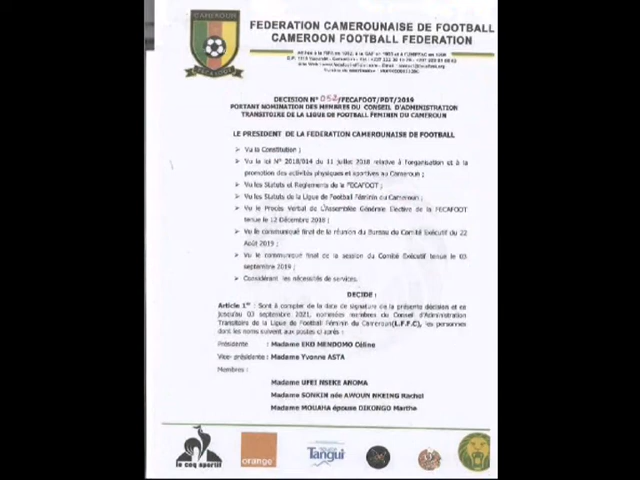 CAMEROUN
FECAFOOT
FEDERATION CAMEROUNAISE DE FOOTBALL
CAMEROON FOOTBALL FEDERATION
DECISION N° 052/FECAFOOT/PDT/2019
PORTANT NOMINATION DES MEMBRES DU CONSEIL D'ADMINISTRATION
TRANSITOIRE DE LA LIGUE DE FOOTBALL FEMININ DU CAMEROUN
LE PRESIDENT DE LA FEDERATION CAMEROUNAISE DE FOOTBALL
➢ Vu la Constitution ;
➢ Vu la loi N° 2018/014 du 11 juillet 2018 relative à l'organisation et à la
promotion des activités physiques et sportives au Cameroun ;
➢ Vu les Statuts et Règlements de la FECAFOOT ;
➢ Vu les Statuts de la Ligue de Football Féminin du Cameroun ;
➢ Vu le Procès Verbal de L'Assemblée Générale Elective de la FECAFOOT
tenue le 12 Décembre 2018 ;
➢ Vu le communiqué final de la réunion du Bureau du Comité Exécutif du 22
Août 2019 ;
➢ Vu le communiqué final de la session du Comité Exécutif tenue le 03
septembre 2019 ;
➢ Considérant les nécessités de services.
DECIDE :
Article 1er : Sont à compter de la date de signature de la présente décision et ce
jusqu'au 03 septembre 2021, nommées membres du Conseil d'Administration
Transitoire de la Ligue de Football Féminin du Cameroun(L.F.F.C), les personnes
dont les noms suivent aux postes ci après :
Présidente : Madame EKO MENDOMO Céline
Vice- présidente : Madame Yvonne ASTA
Membres :
Madame UFEI NSEKE AROMA
Madame SONKIN née AWOUN NKEING Rachel
Madame MOUAHA épouse DIKONGO Marthe
le coq sportif
orange
Tangui